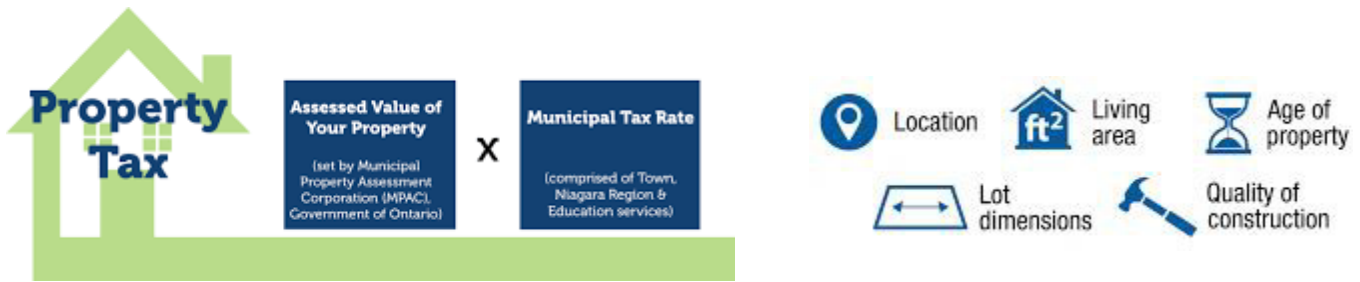 Property
Tax
Assessed Value of
Your Property
(set by Municipal
Property Assessment
Corporation (MPAC),
Government of Ontario)
X
Municipal Tax Rate
(comprised of Town,
Niagara Region &
Education services)
Location
ft²
Living
area
Age of
property
Lot
dimensions
Quality of
construction